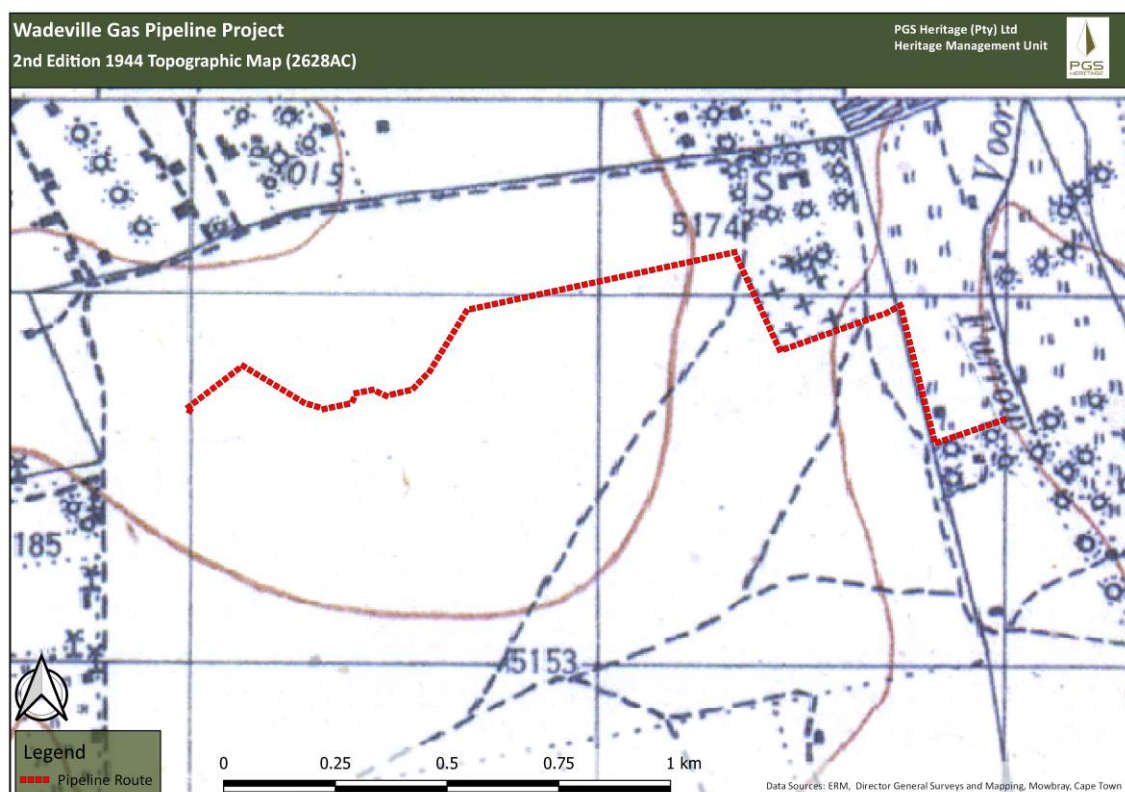 Wadeville Gas Pipeline Project
2nd Edition 1944 Topographic Map (2628AC)
PGS Heritage (Pty) Ltd
Heritage Management Unit
PGS
HERITAGE
015
Voor
S
5174
185
5153
Legend
Pipeline Route
0 0.25 0.5 0.75 1 km
Data Sources: ERM, Director General Surveys and Mapping, Mowbray, Cape Town